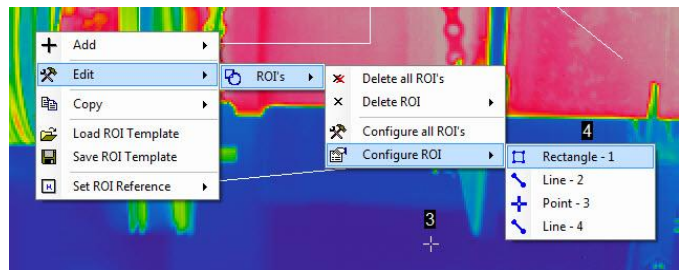 Add
Edit
Copy
Load ROI Template
Save ROI Template
Set ROI Reference
ROI's
Delete all ROI's
Delete ROI
Configure all ROI's
Configure ROI
Rectangle - 1
Line - 2
Point - 3
Line - 4
4
3